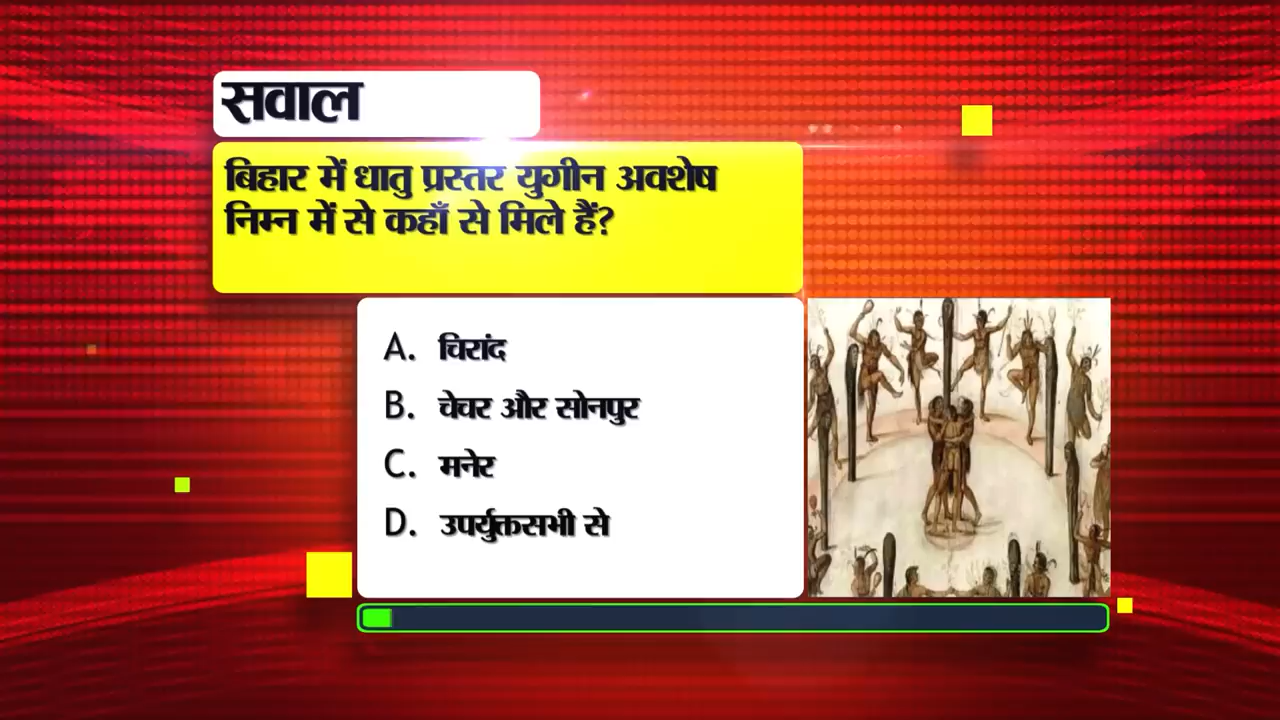 सवाल
बिहार में धातु प्रस्तर युगीन अवशेष
निम्न में से कहाँ से मिले हैं?
A. चिरांद
B. चेचर और सोनपुर
C. मनेर
D. उपर्युक्तसभी से